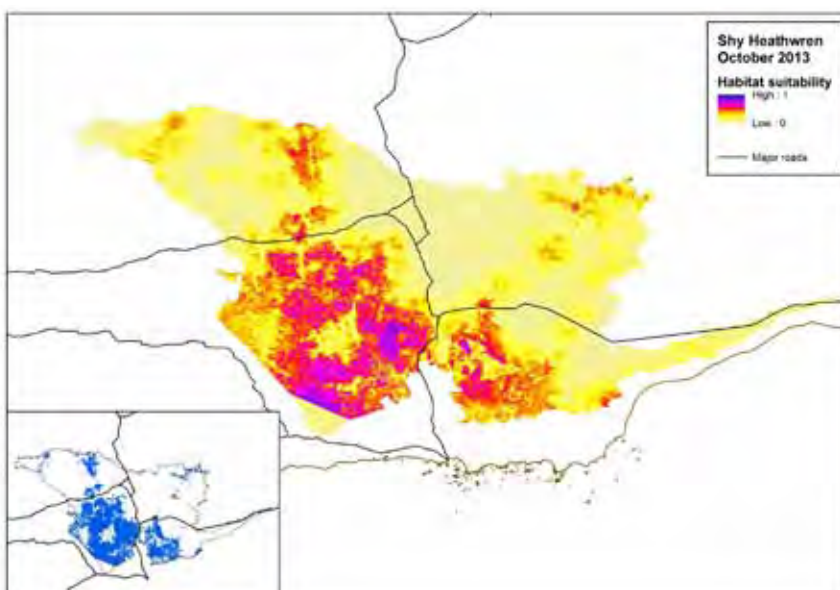 Shy Heathwren
October 2013
Habitat suitability
High : 1
Low : 0
Major roads